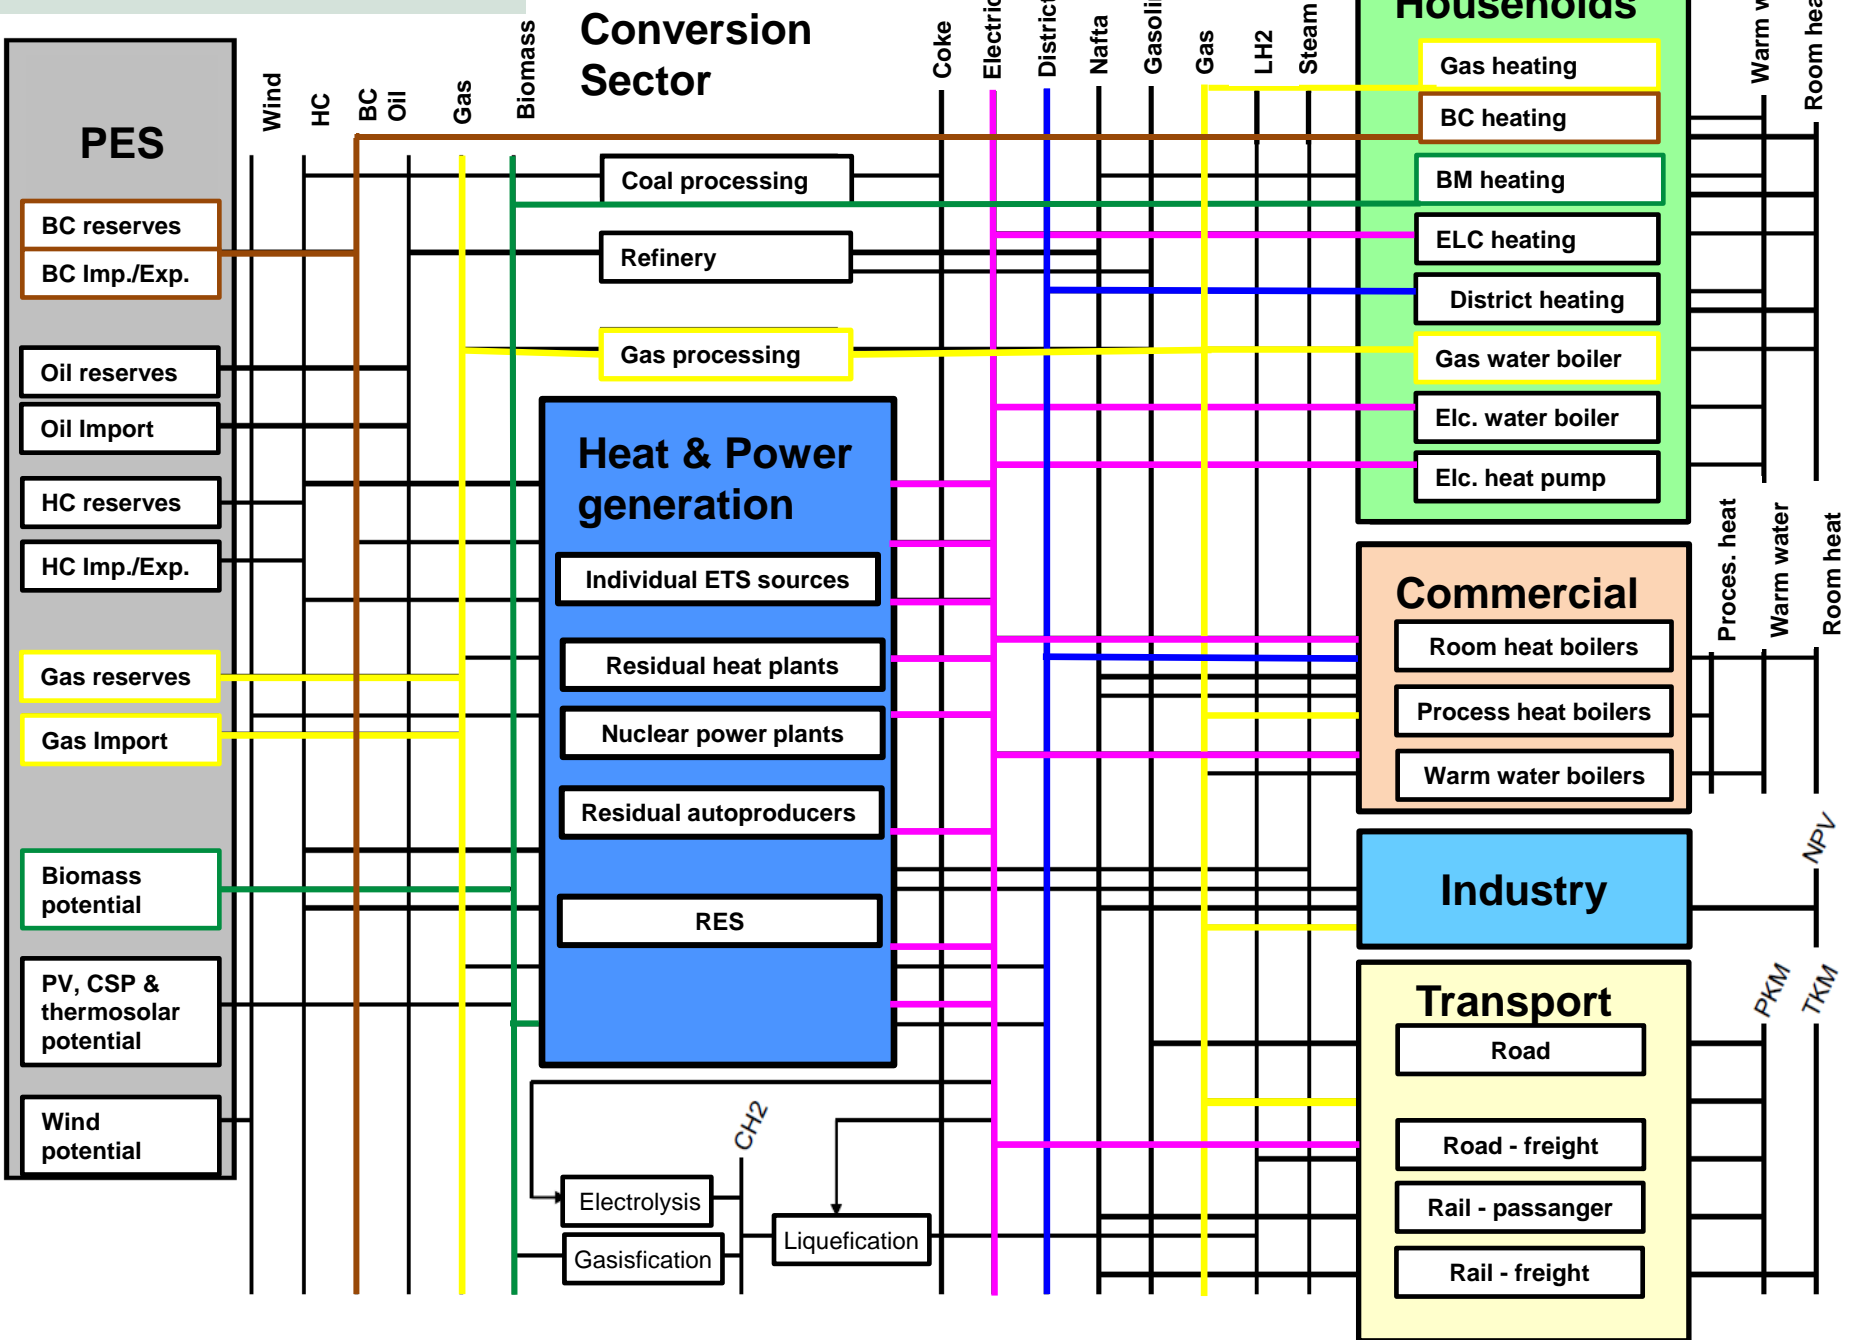 Conversion
Sector
PES
Wind
HC
BC
Oil
Gas
Biomass
Coke
Nafta
Gas
LH2
Steam
BC reserves
BC Imp./Exp.
Oil reserves
Oil Import
HC reserves
HC Imp./Exp.
Gas reserves
Gas Import
Biomass
potential
PV, CSP &
thermosolar
potential
Wind
potential
Coal processing
Refinery
Gas processing
Heat & Power
generation
Individual ETS sources
Residual heat plants
Nuclear power plants
Residual autoproducers
RES
CH2
Electrolysis
Gasisfication
Liquefication
Households
Gas heating
BC heating
BM heating
ELC heating
District heating
Gas water boiler
Elc. water boiler
Elc. heat pump
Warm
Room
Proces. heat
Warm water
Room heat
Commercial
Room heat boilers
Process heat boilers
Warm water boilers
NPV
Industry
PKM
TKM
Transport
Road
Road - freight
Rail - passanger
Rail - freight